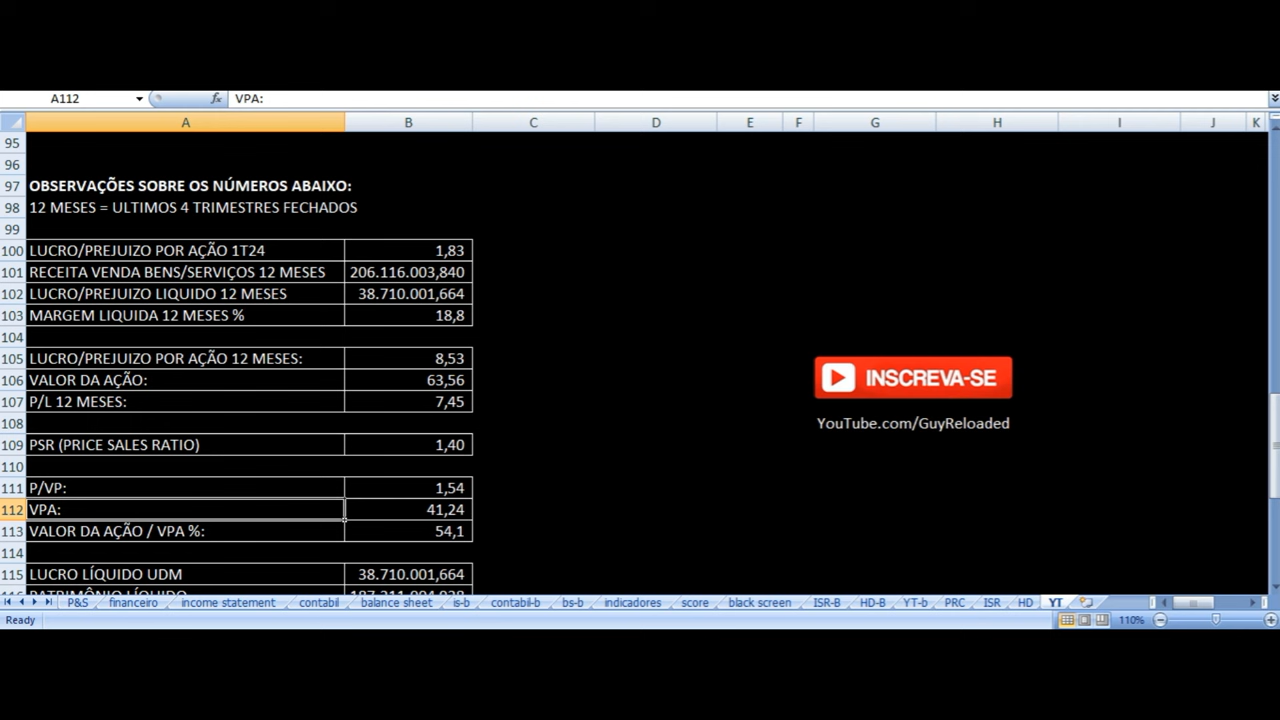 A112 fx VPA:
A B C D E F G H I J K
95
96
97 OBSERVAÇÕES SOBRE OS NÚMEROS ABAIXO:
98 12 MESES = ULTIMOS 4 TRIMESTRES FECHADOS
99
100 LUCRO/PREJUIZO POR AÇÃO 1T24 1,83
101 RECEITA VENDA BENS/SERVIÇOS 12 MESES 206.116.003,840
102 LUCRO/PREJUIZO LIQUIDO 12 MESES 38.710.001,664
103 MARGEM LIQUIDA 12 MESES % 18,8
104
105 LUCRO/PREJUIZO POR AÇÃO 12 MESES: 8,53
106 VALOR DA AÇÃO: 63,56
107 P/L 12 MESES: 7,45
108
109 PSR (PRICE SALES RATIO) 1,40
110
111 P/VP: 1,54
112 VPA: 41,24
113 VALOR DA AÇÃO / VPA %: 54,1
114
115 LUCRO LÍQUIDO UDM 38.710.001,664
INSCREVA-SE
YouTube.com/GuyReloaded
P&S financeiro income statement contabil balance sheet is-b contabil-b bs-b indicadores score black screen ISR-B HD-B YT-b PRC ISR HD YT
Ready 110%